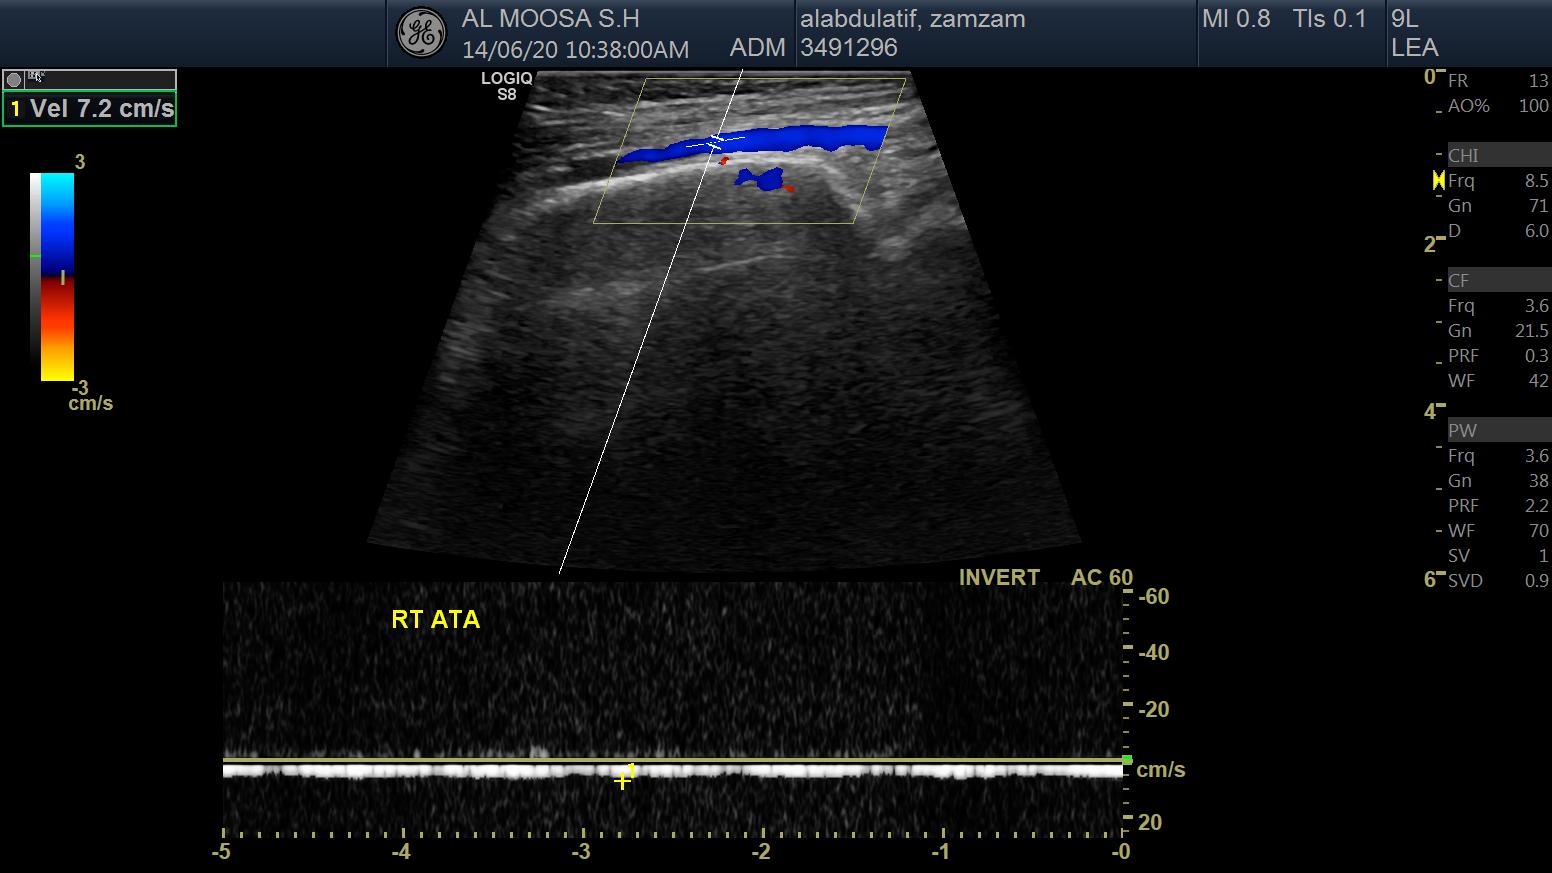 AL MOOSA S.H
14/06/20 10:38:00AM ADM
alabdulatif, zamzam
3491296
MI 0.8 TIs 0.1
9L
LEA
1 Vel 7.2 cm/s
LOGIQ
S8
3
-3
cm/s
0
2
4
6
FR 13
AO% 100
CHI
Frq 8.5
Gn 71
D 6.0
CF
Frq 3.6
Gn 21.5
PRF 0.3
WF 42
PW
Frq 3.6
Gn 38
PRF 2.2
WF 70
SV 1
SVD 0.9
INVERT AC 60
RT ATA
-60
-40
-20
cm/s
20
1
-5 -4 -3 -2 -1 -0